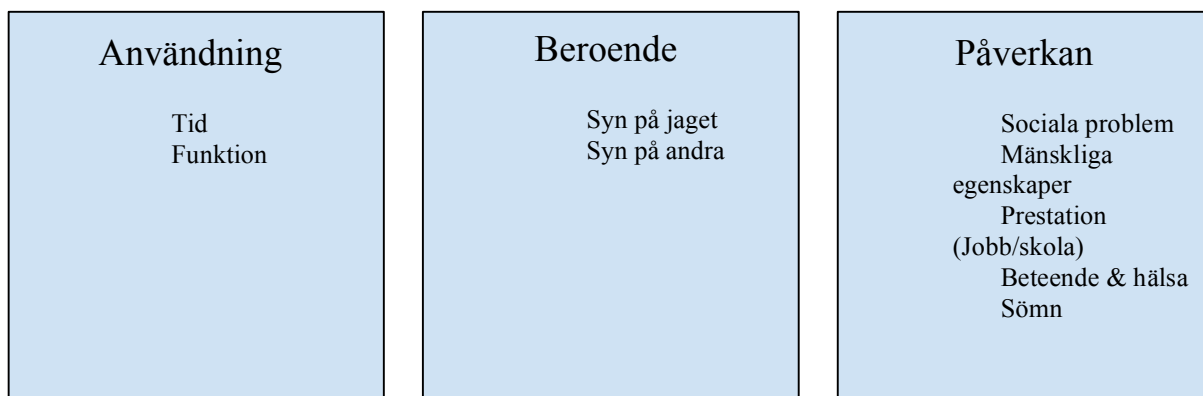 Användning
Tid
Funktion
Beroende
Syn på jaget
Syn på andra
Påverkan
Sociala problem
Mänskliga
egenskaper
Prestation
(Jobb/skola)
Beteende & hälsa
Sömn